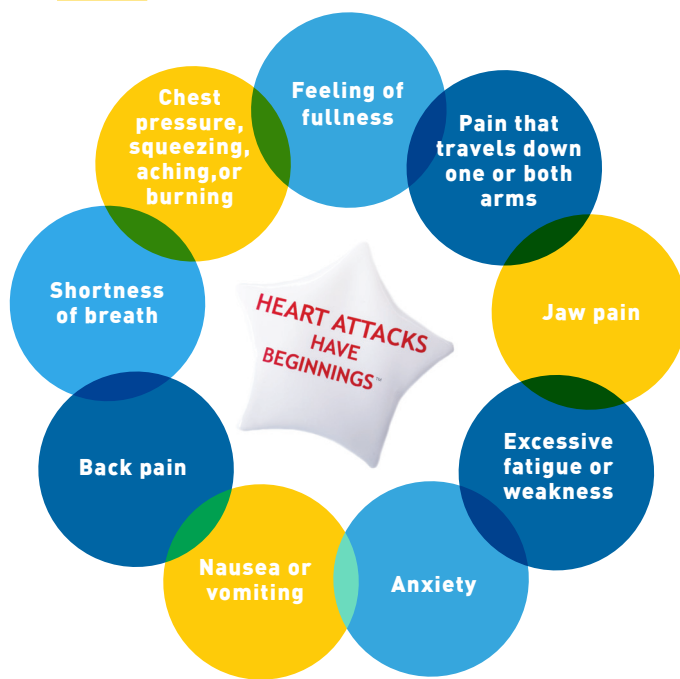 Feeling of
fullness
Pain that
travels down
one or both
arms
Jaw pain
Excessive
fatigue or
weakness
Anxiety
Nausea or
vomiting
Back pain
Shortness
of breath
Chest
pressure,
squeezing,
aching,or
burning
HEART ATTACKS
HAVE
BEGINNINGS™